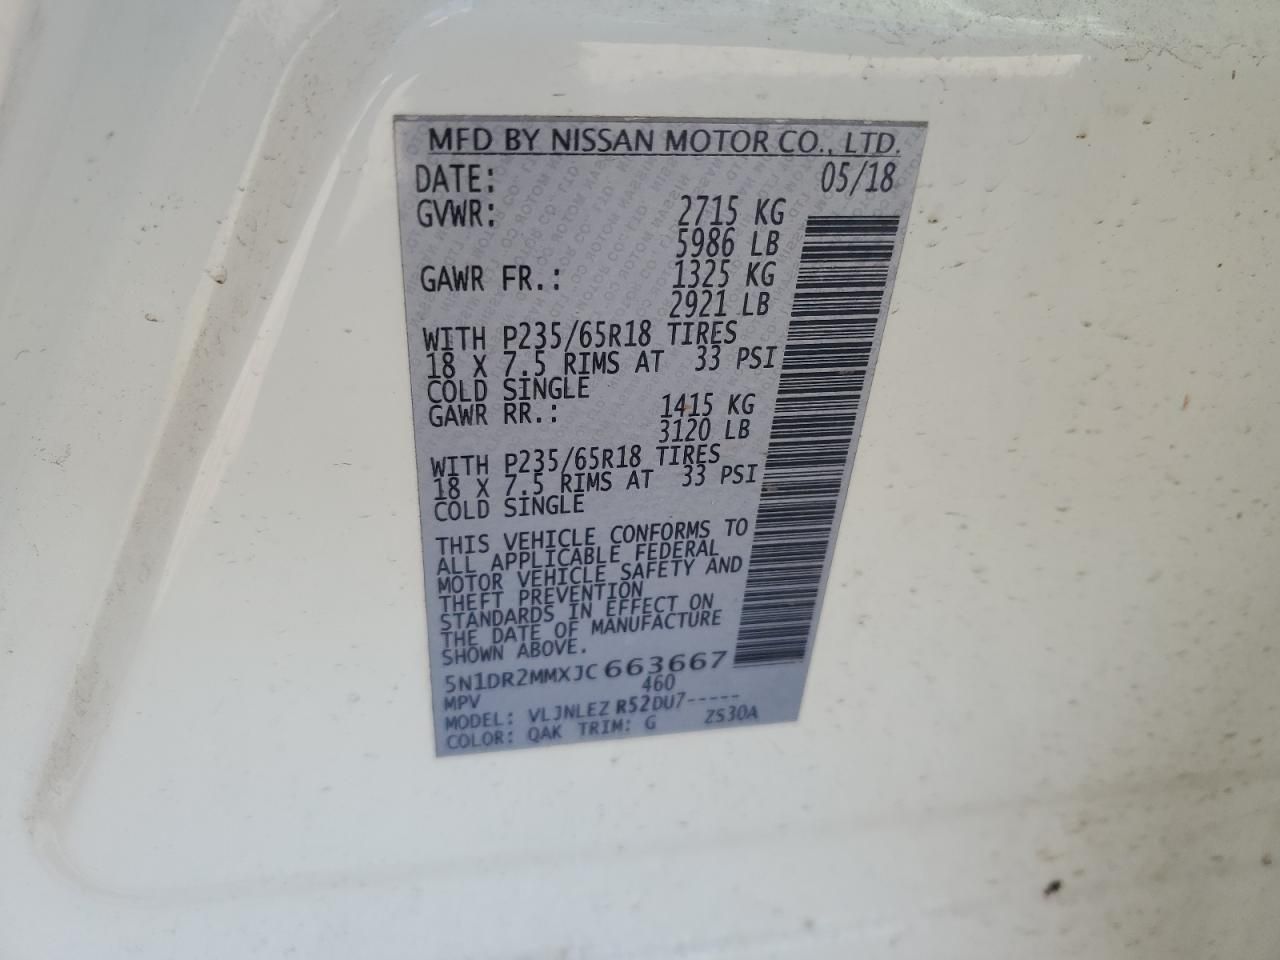 MFD BY NISSAN MOTOR CO., LTD.
DATE: 05/18
GVWR: 2715 KG
5986 LB
GAWR FR.: 1325 KG
2921 LB
WITH P235/65R18 TIRES
18 X 7.5 RIMS AT 33 PSI
COLD SINGLE
GAWR RR.: 1415 KG
3120 LB
WITH P235/65R18 TIRES
18 X 7.5 RIMS AT 33 PSI
COLD SINGLE
THIS VEHICLE CONFORMS TO
ALL APPLICABLE FEDERAL
MOTOR VEHICLE SAFETY AND
THEFT PREVENTION
STANDARDS IN EFFECT ON
THE DATE OF MANUFACTURE
SHOWN ABOVE.
5N1DR2MMXJC663667
MPV 460
MODEL: VLJNLEZ R52DU7-----
COLOR: QAK TRIM: G ZS30A